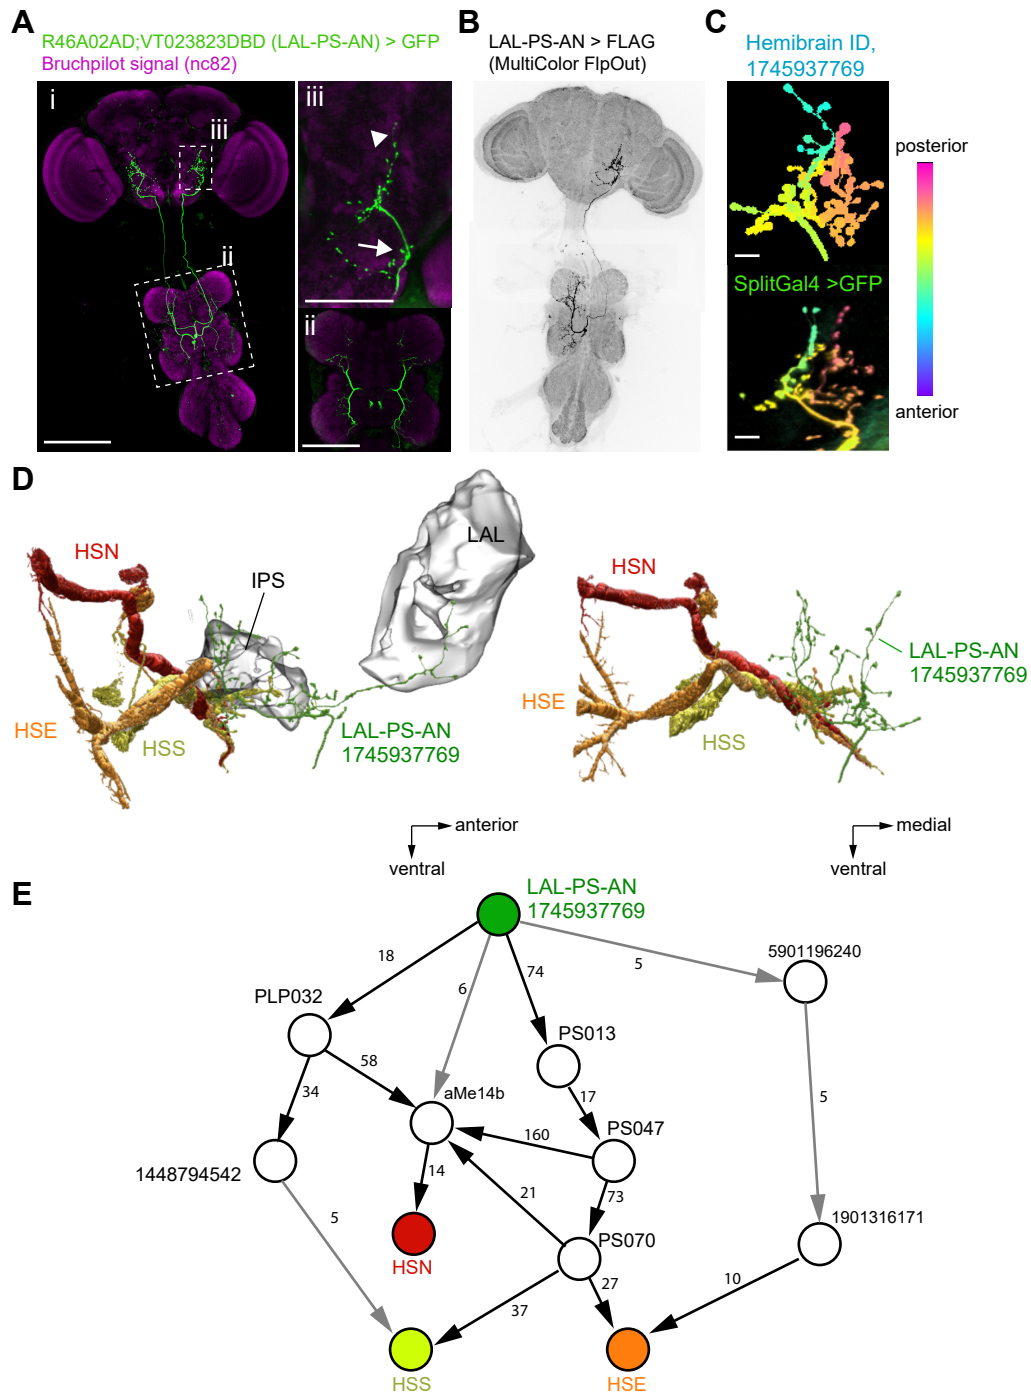 A
R46A02AD;VT023823DBD (LAL-PS-AN) > GFP
Bruchpilot signal (nc82)
i
iii
ii
iii
ii
B
LAL-PS-AN > FLAG
(MultiColor FlpOut)
C
Hemibrain ID,
1745937769
SplitGal4 >GFP
posterior
anterior
D
HSN
IPS
LAL
HSE
HSS
LAL-PS-AN
1745937769
anterior
ventral
HSN
HSE
HSS
LAL-PS-AN
1745937769
medial
ventral
E
LAL-PS-AN
1745937769
18
6
74
5
5901196240
PLP032
PS013
58
34
aMe14b
17
5
PS047
160
1448794542
14
21
73
5
1901316171
PS070
HSN
27
10
37
HSS
HSE